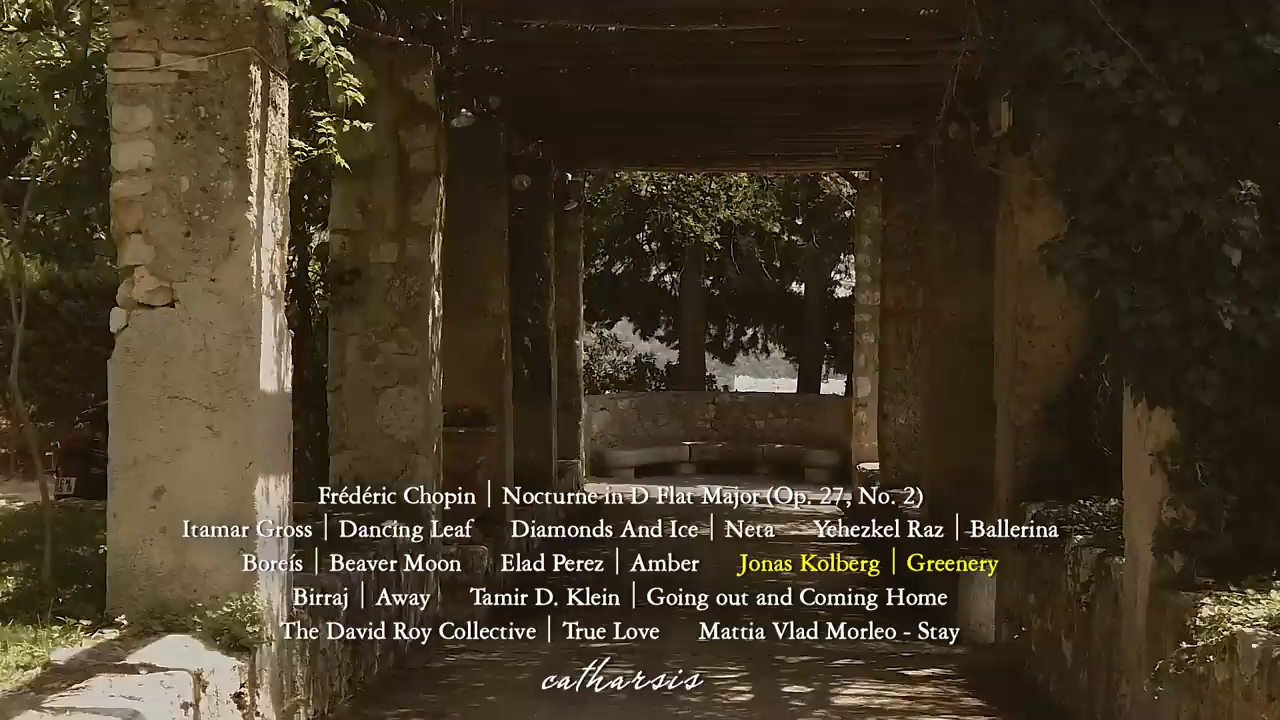 Frédéric Chopin | Nocturne in D Flat Major (Op. 27, No. 2)
Itamar Gross | Dancing Leaf Diamonds And Ice | Neta Yehezkel Raz | Ballerina
Boreís | Beaver Moon Elad Perez | Amber Jonas Kolberg | Greenery
Birraj | Away Tamir D. Klein | Going out and Coming Home
The David Roy Collective | True Love Mattia Vlad Morleo - Stay
catharsis